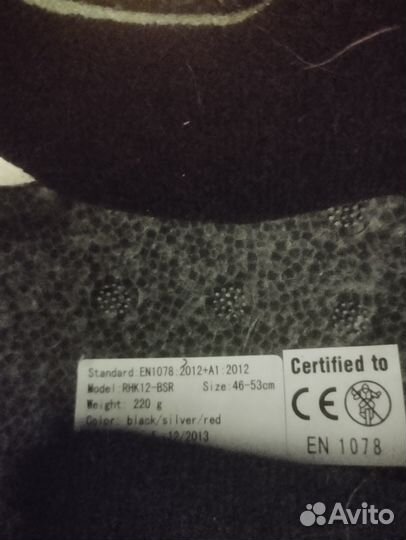 Standard:EN1078:2012+A1:2012
Model: RHK12-BSR Size: 46-53cm
Weight: 220 g
Color: black/silver/red
12/2013
Certified to
CE
EN 1078
Avito